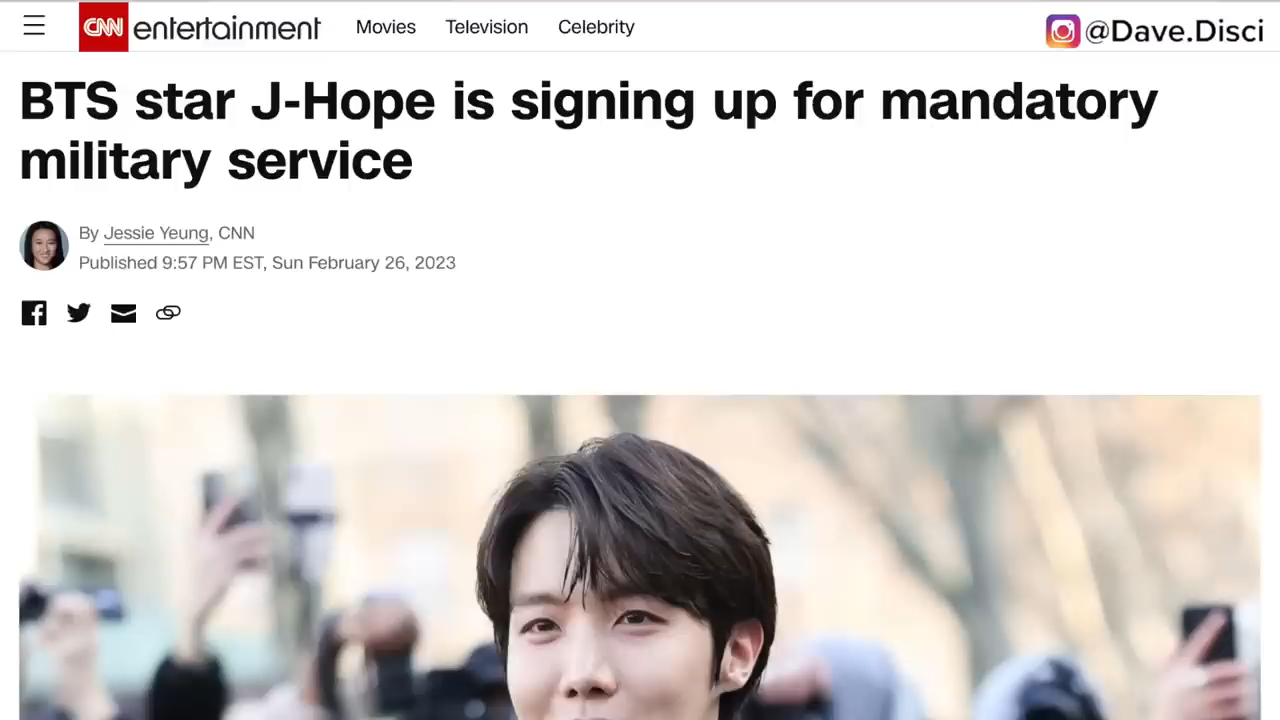 CNN entertainment Movies Television Celebrity @Dave.Disci
BTS star J-Hope is signing up for mandatory
military service
By Jessie Yeung, CNN
Published 9:57 PM EST, Sun February 26, 2023